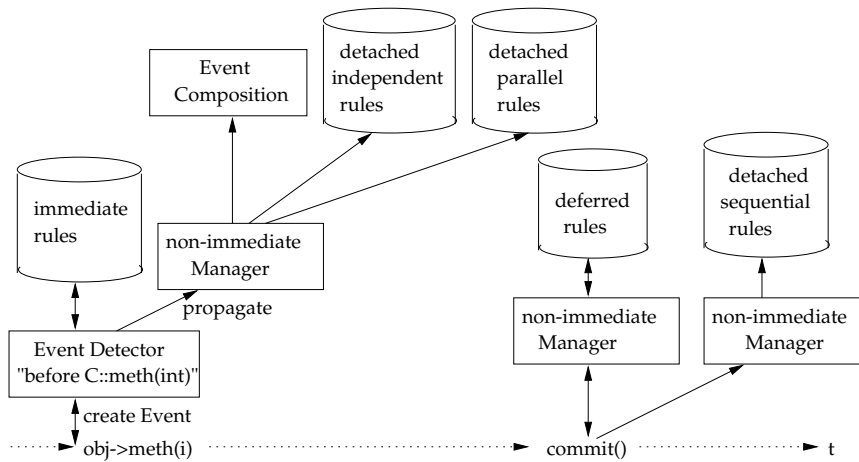 Event
Composition
detached
independent
rules
detached
parallel
rules
immediate
rules
non-immediate
Manager
deferred
rules
detached
sequential
rules
propagate
Event Detector
"before C::meth(int)"
non-immediate
Manager
non-immediate
Manager
create Event
obj->meth(i)
commit()
t